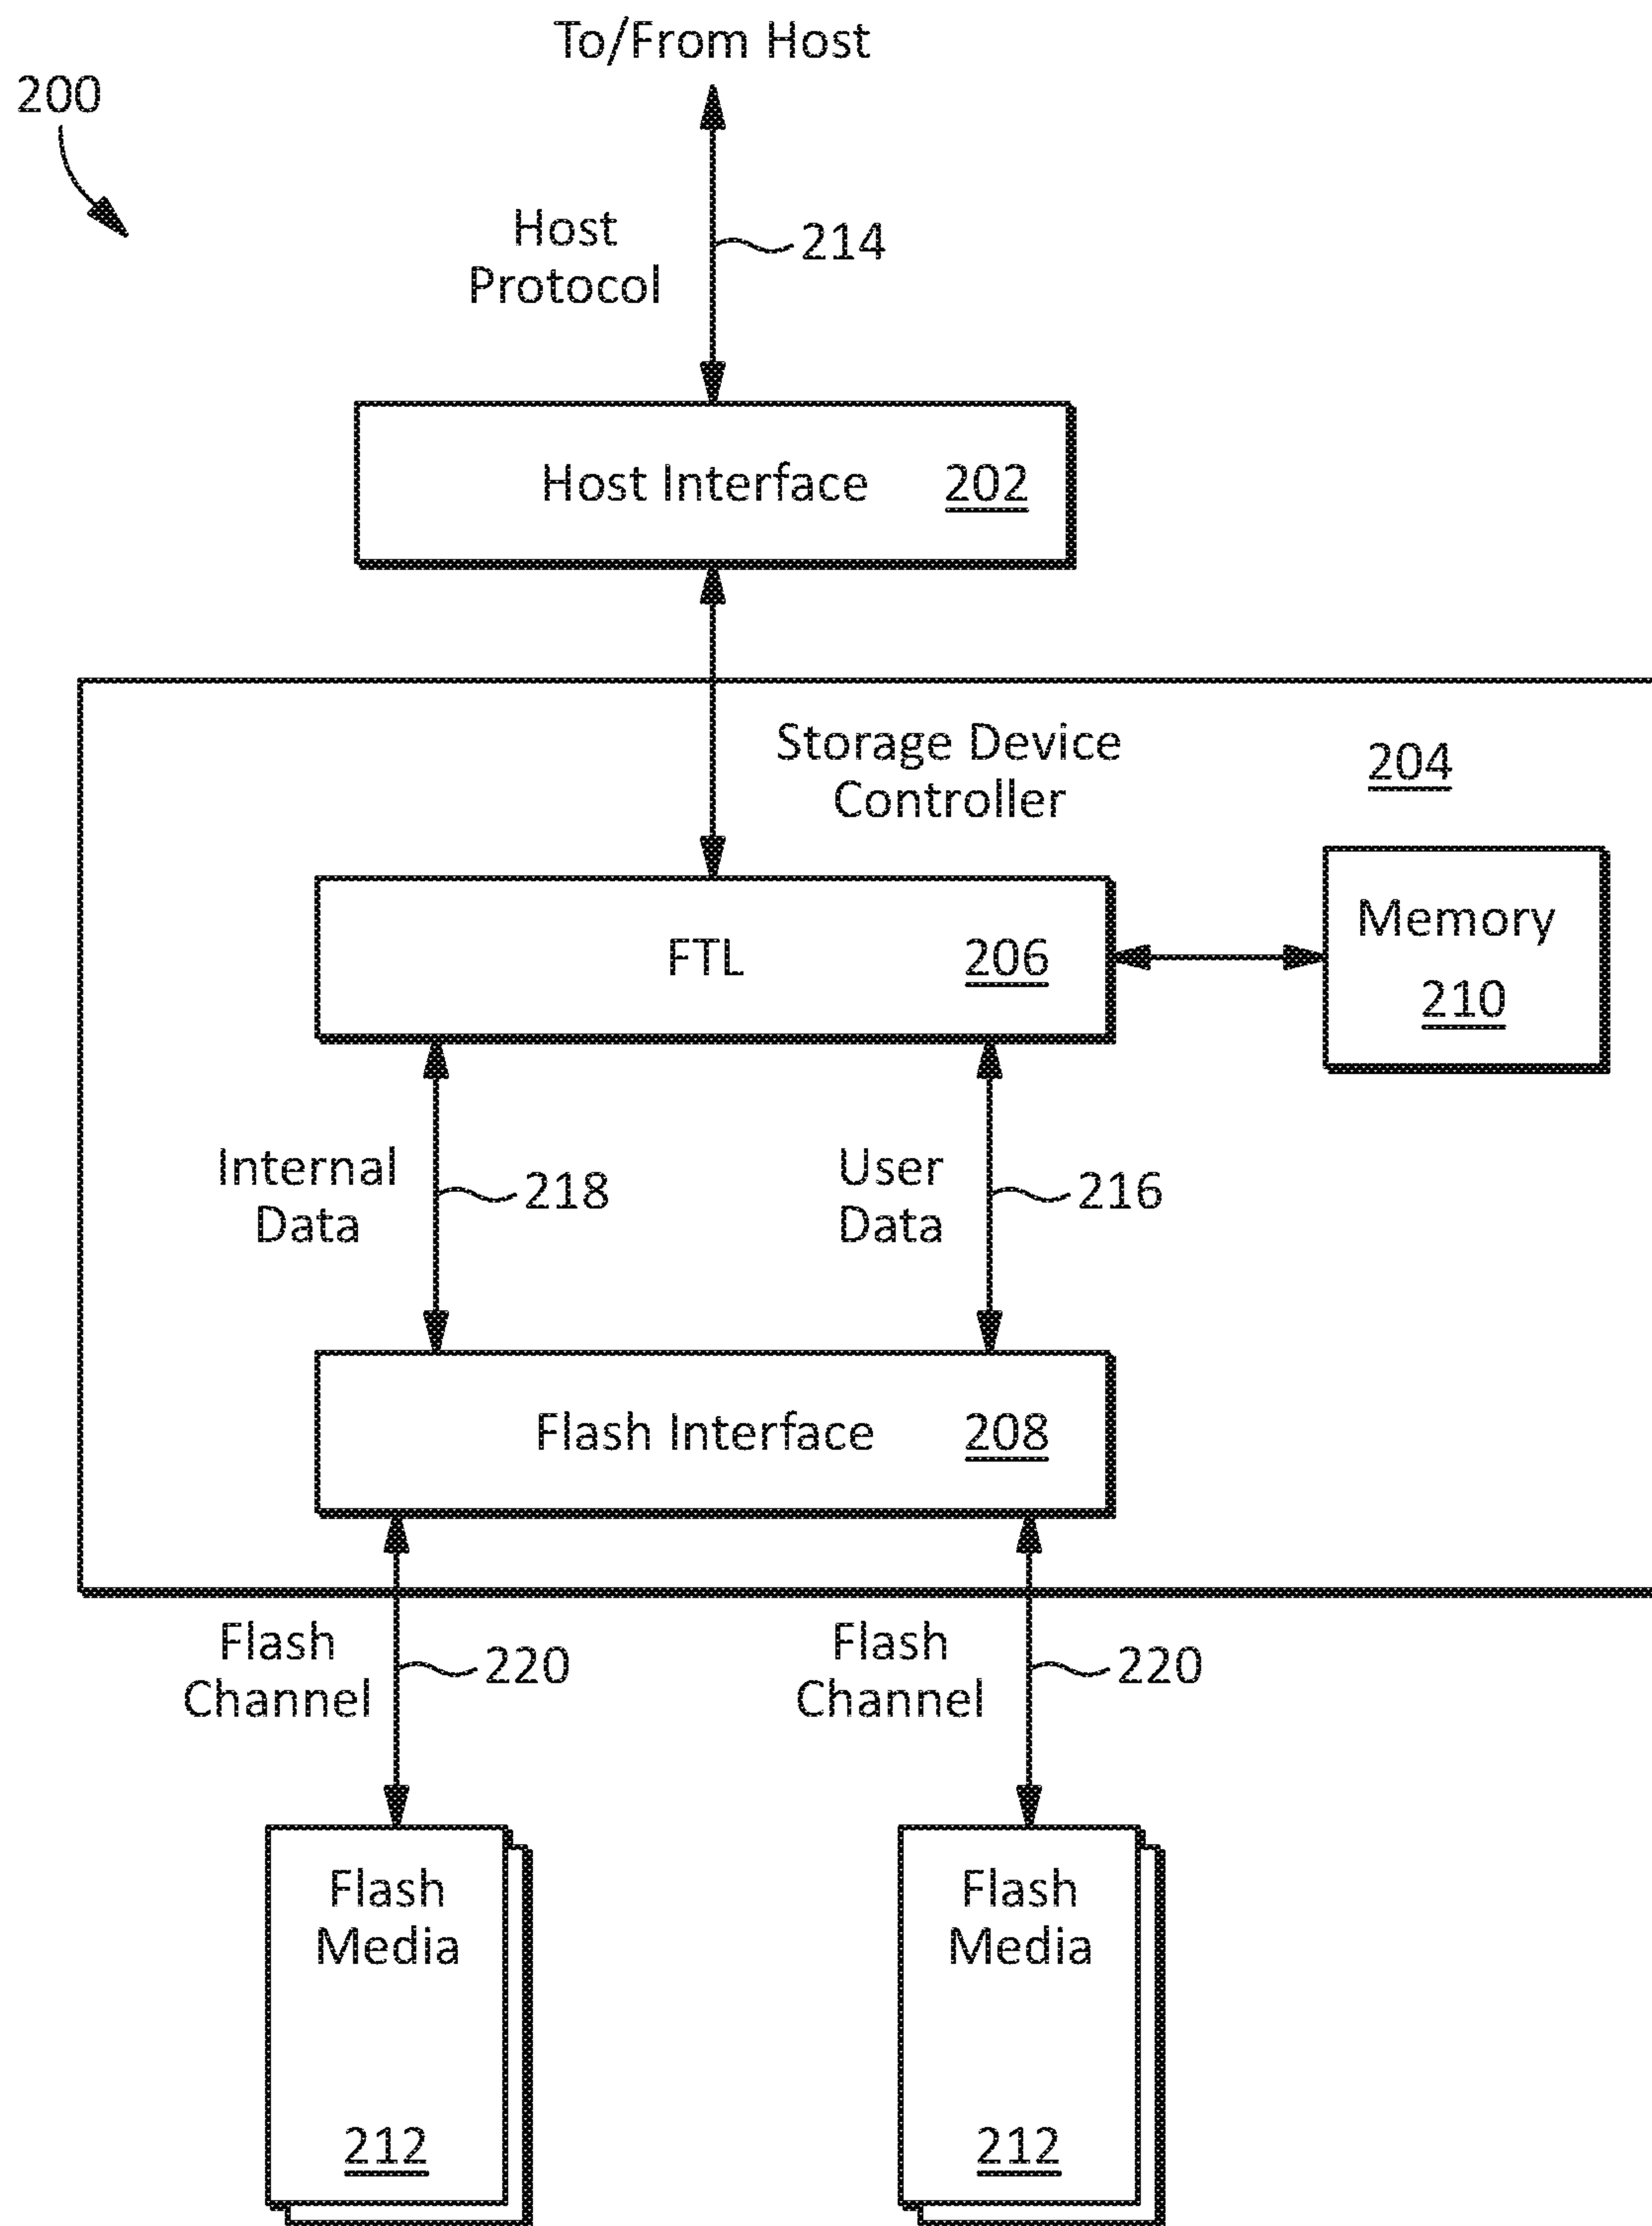 To/From Host
200
Host
Protocol
214
Host Interface 202
Storage Device
Controller
204
FTL 206
Memory
210
Internal
Data
218
User
Data
216
Flash Interface 208
Flash
Channel
220
Flash
Channel
220
Flash
Media
212
Flash
Media
212